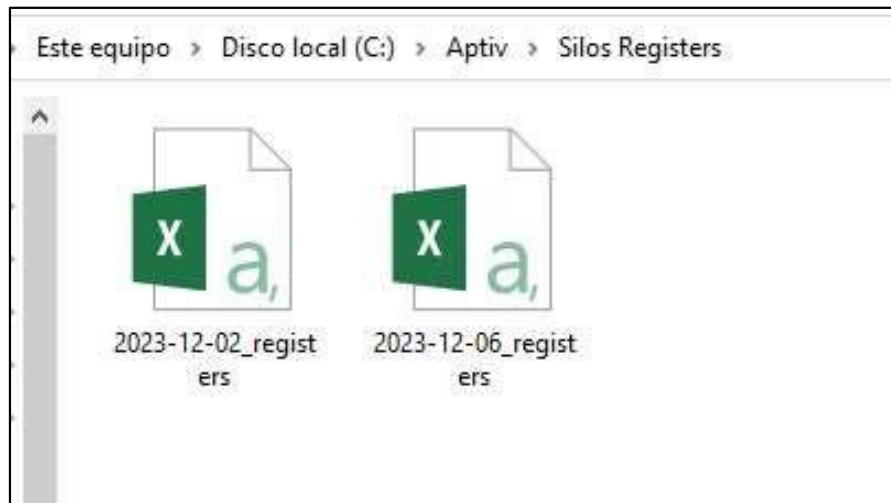 Este equipo > Disco local (C:) > Aptiv > Silos Registers
X a,
X a,
2023-12-02_regist
ers
2023-12-06_regist
ers